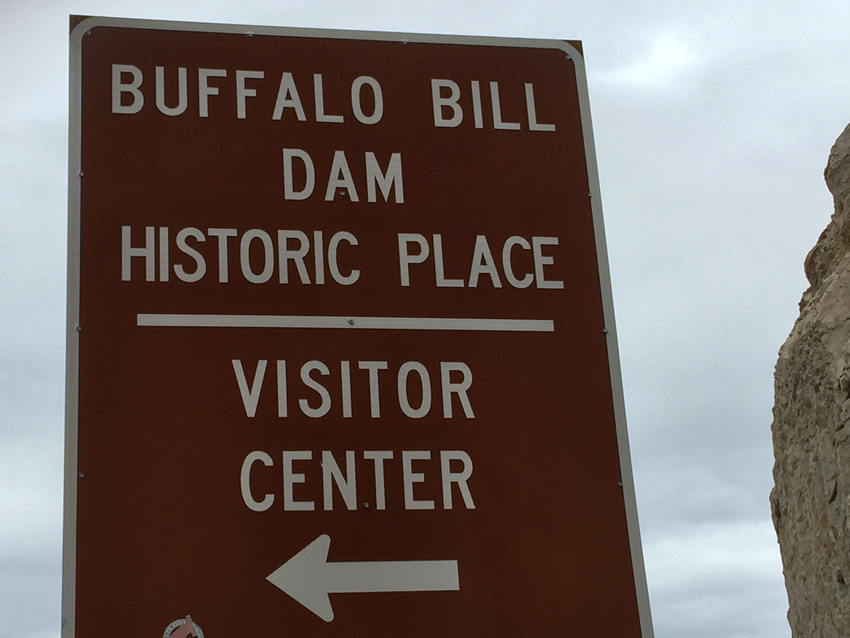 BUFFALO BILL
DAM
HISTORIC PLACE
VISITOR
CENTER